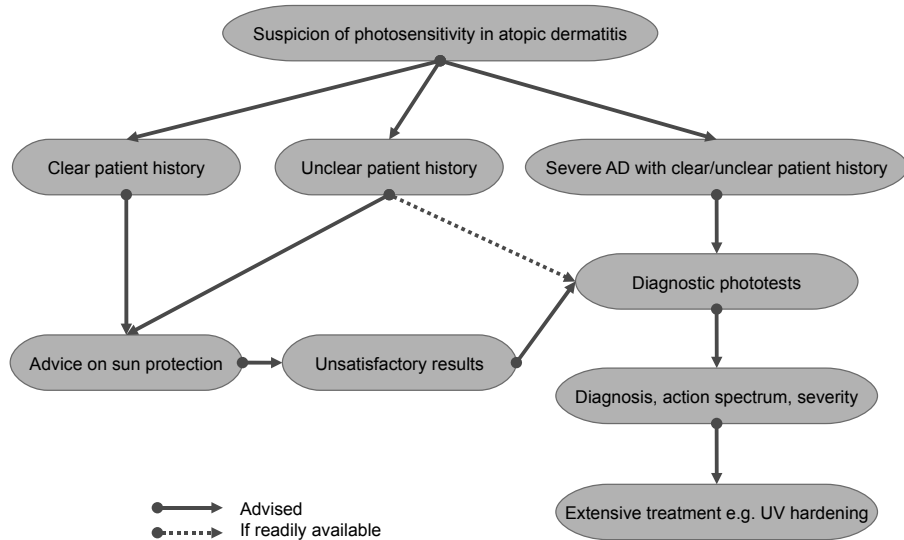 Suspicion of photosensitivity in atopic dermatitis
Clear patient history
Unclear patient history
Severe AD with clear/unclear patient history
Diagnostic phototests
Advice on sun protection
Unsatisfactory results
Diagnosis, action spectrum, severity
Extensive treatment e.g. UV hardening
Advised
If readily available